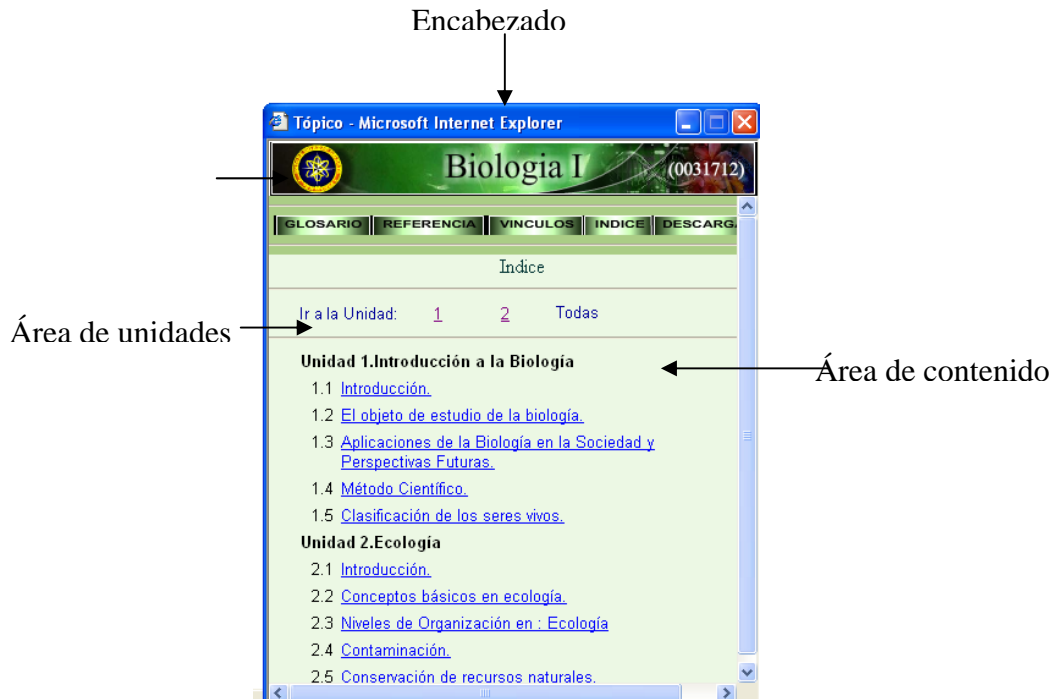 Encabezado
Tópico - Microsoft Internet Explorer
Biologia I (0031712)
GLOSARIO REFERENCIA VINCULOS INDICE DESCARGA
Indice
Ir a la Unidad: 1 2 Todas
Área de unidades
Unidad 1.Introducción a la Biología
Área de contenido
1.1 Introducción.
1.2 El objeto de estudio de la biología.
1.3 Aplicaciones de la Biología en la Sociedad y
Perspectivas Futuras.
1.4 Método Científico.
1.5 Clasificación de los seres vivos.
Unidad 2.Ecología
2.1 Introducción.
2.2 Conceptos básicos en ecología.
2.3 Niveles de Organización en : Ecología
2.4 Contaminación.
2.5 Conservación de recursos naturales.